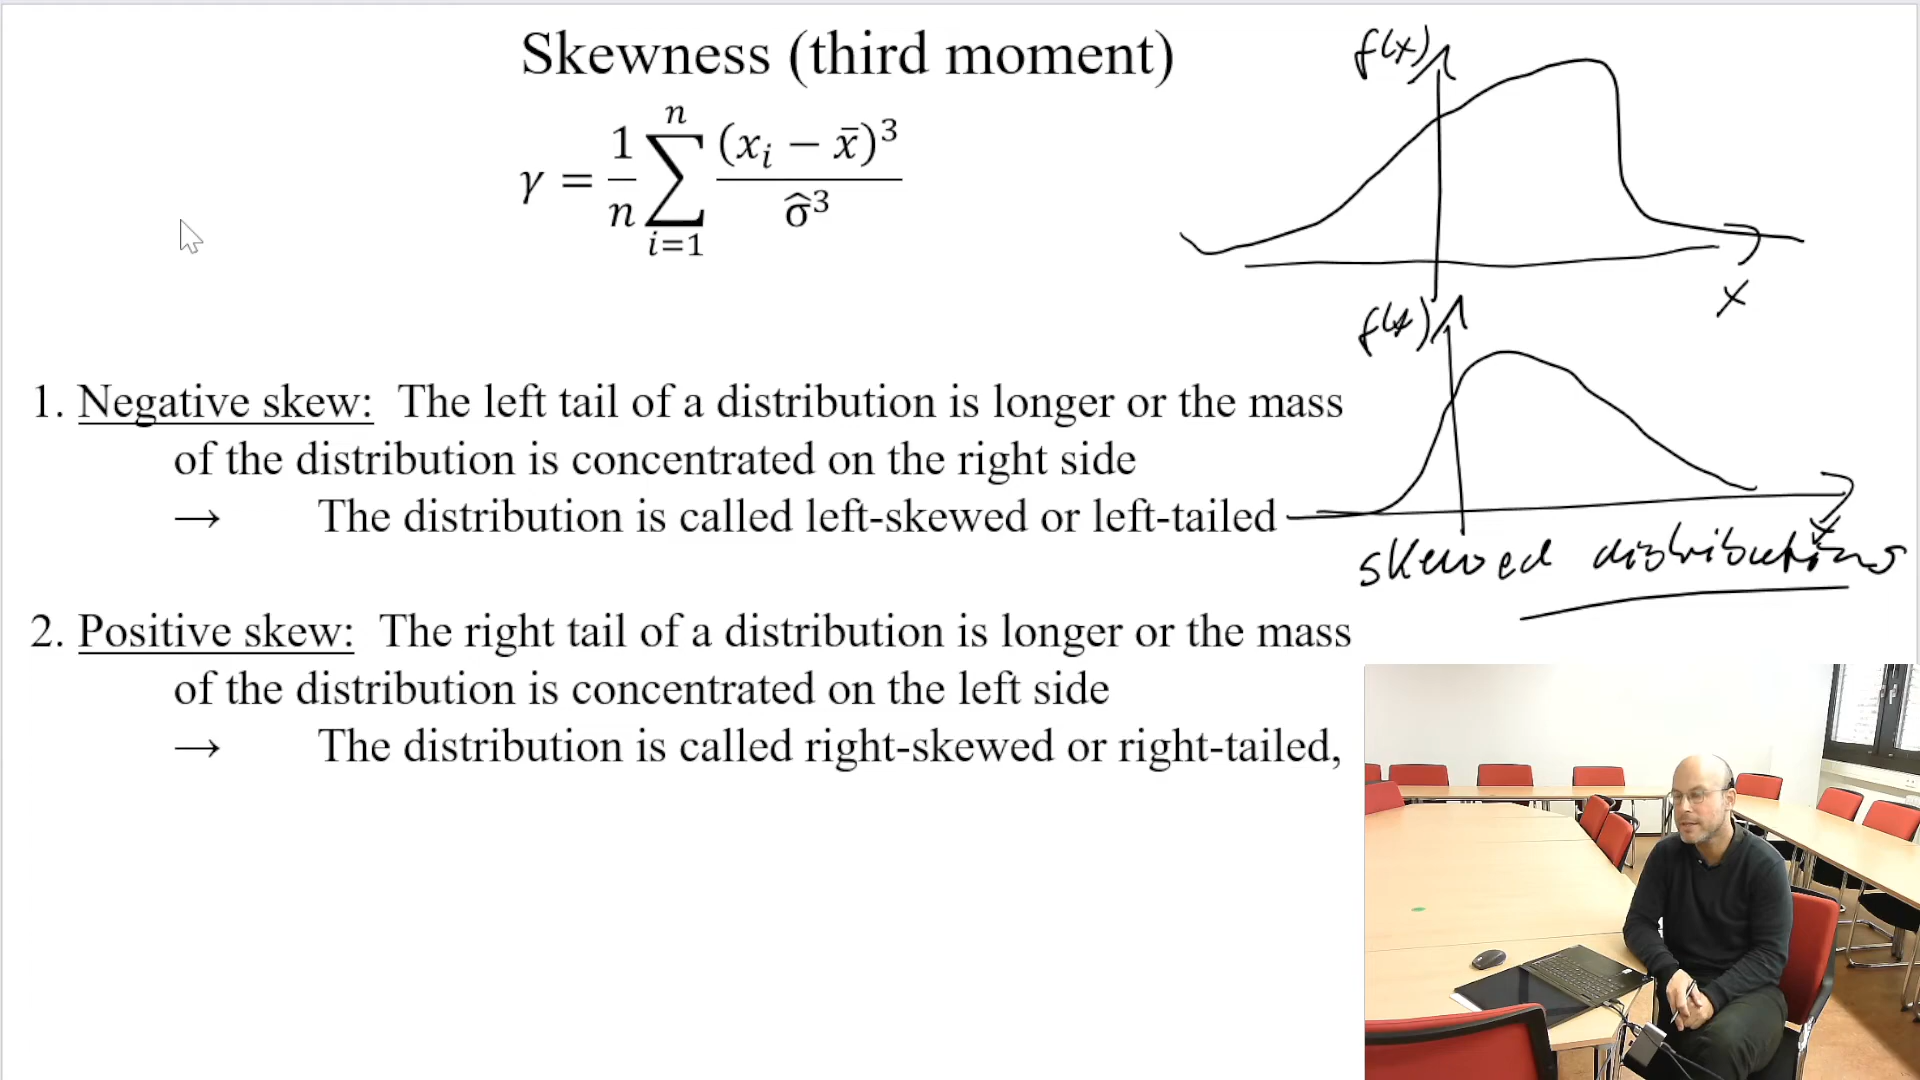 Skewness (third moment)
γ = 1/n ∑_{i=1}^{n} (x_i − x̄)^3 / σ̂^3
1. Negative skew: The left tail of a distribution is longer or the mass
of the distribution is concentrated on the right side
→ The distribution is called left-skewed or left-tailed
2. Positive skew: The right tail of a distribution is longer or the mass
of the distribution is concentrated on the left side
→ The distribution is called right-skewed or right-tailed,
f(x)
x
f(x)
x
skewed distributions